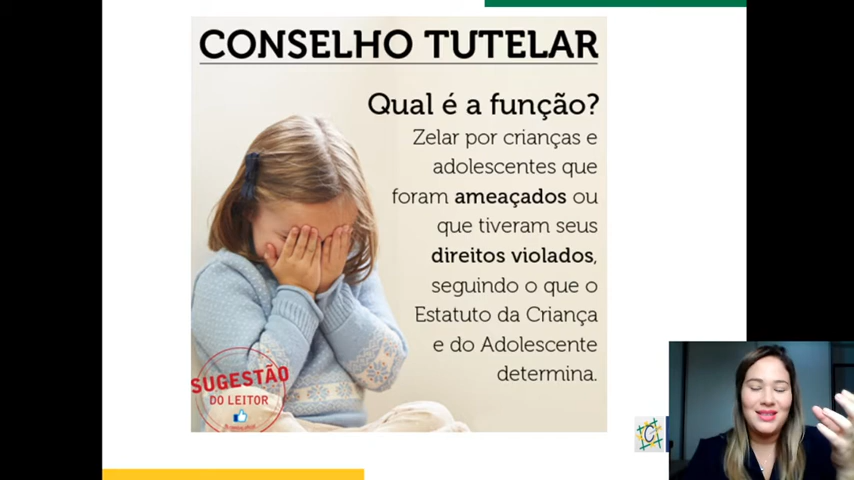 CONSELHO TUTELAR
Qual é a função?
Zelar por crianças e
adolescentes que
foram ameaçados ou
que tiveram seus
direitos violados,
seguindo o que o
Estatuto da Criança
e do Adolescente
determina.
SUGESTÃO
DO LEITOR
C